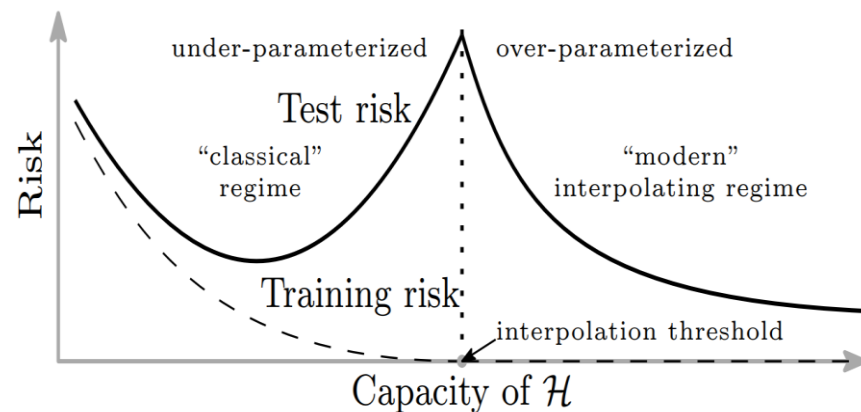 under-parameterized
over-parameterized
Test risk
“classical”
regime
“modern”
interpolating regime
Risk
Training risk
interpolation threshold
Capacity of ℋ